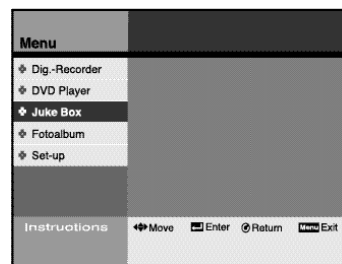 Menu
Dig.-Recorder
DVD Player
Juke Box
Fotoalbum
Set-up
Instructions Move Enter Return Menu Exit